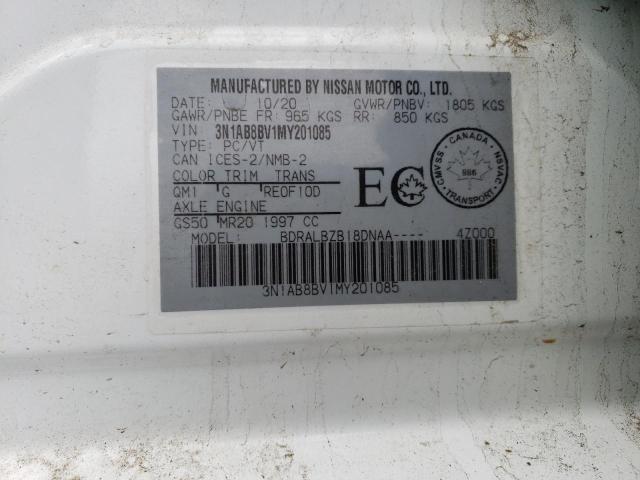 MANUFACTURED BY NISSAN MOTOR CO., LTD.
DATE 10/20 GVWR/PNBV 1805 KGS
GAWR/PNBE FR 965 KGS RR: 850 KGS
VIN: 3N1AB8BV1MY201085
TYPE: PC/VT
CAN ICES-2/NMB-2
COLOR TRIM TRANS
QM1 G RE0F10D
AXLE ENGINE
GS50 MR20 1997 CC
MODEL: BDRALBZB18DNAA---- 4Z000
EC
CMVSS · CANADA · NSVAC
986
TRANSPORT
3N1AB8BV1MY201085